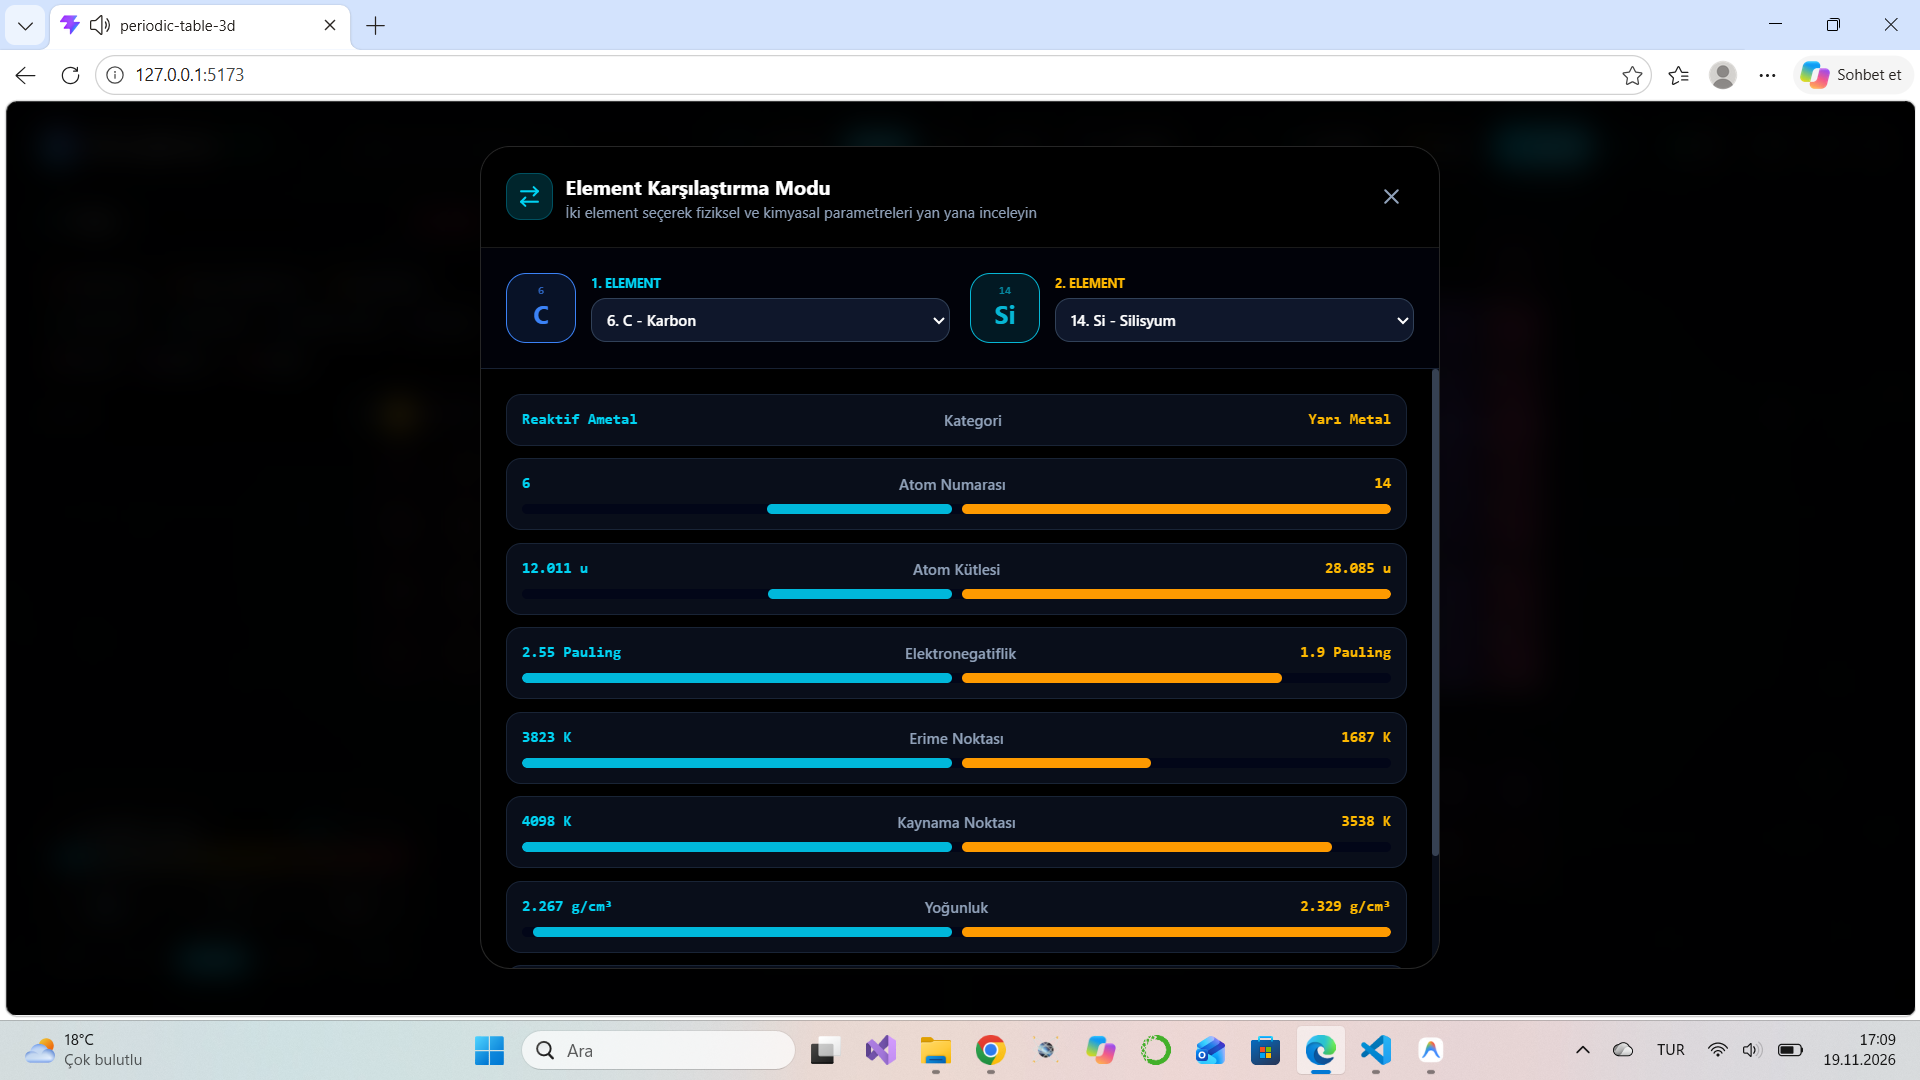 periodic-table-3d
127.0.0.1:5173
Sohbet et
Element Karşılaştırma Modu
İki element seçerek fiziksel ve kimyasal parametreleri yan yana inceleyin
6
C
1. ELEMENT
6. C - Karbon
14
Si
2. ELEMENT
14. Si - Silisyum
Reaktif Ametal Kategori Yarı Metal
6 Atom Numarası 14
12.011 u Atom Kütlesi 28.085 u
2.55 Pauling Elektronegatiflik 1.9 Pauling
3823 K Erime Noktası 1687 K
4098 K Kaynama Noktası 3538 K
2.267 g/cm³ Yoğunluk 2.329 g/cm³
18°C
Çok bulutlu
Ara
TUR
17:09
19.11.2026